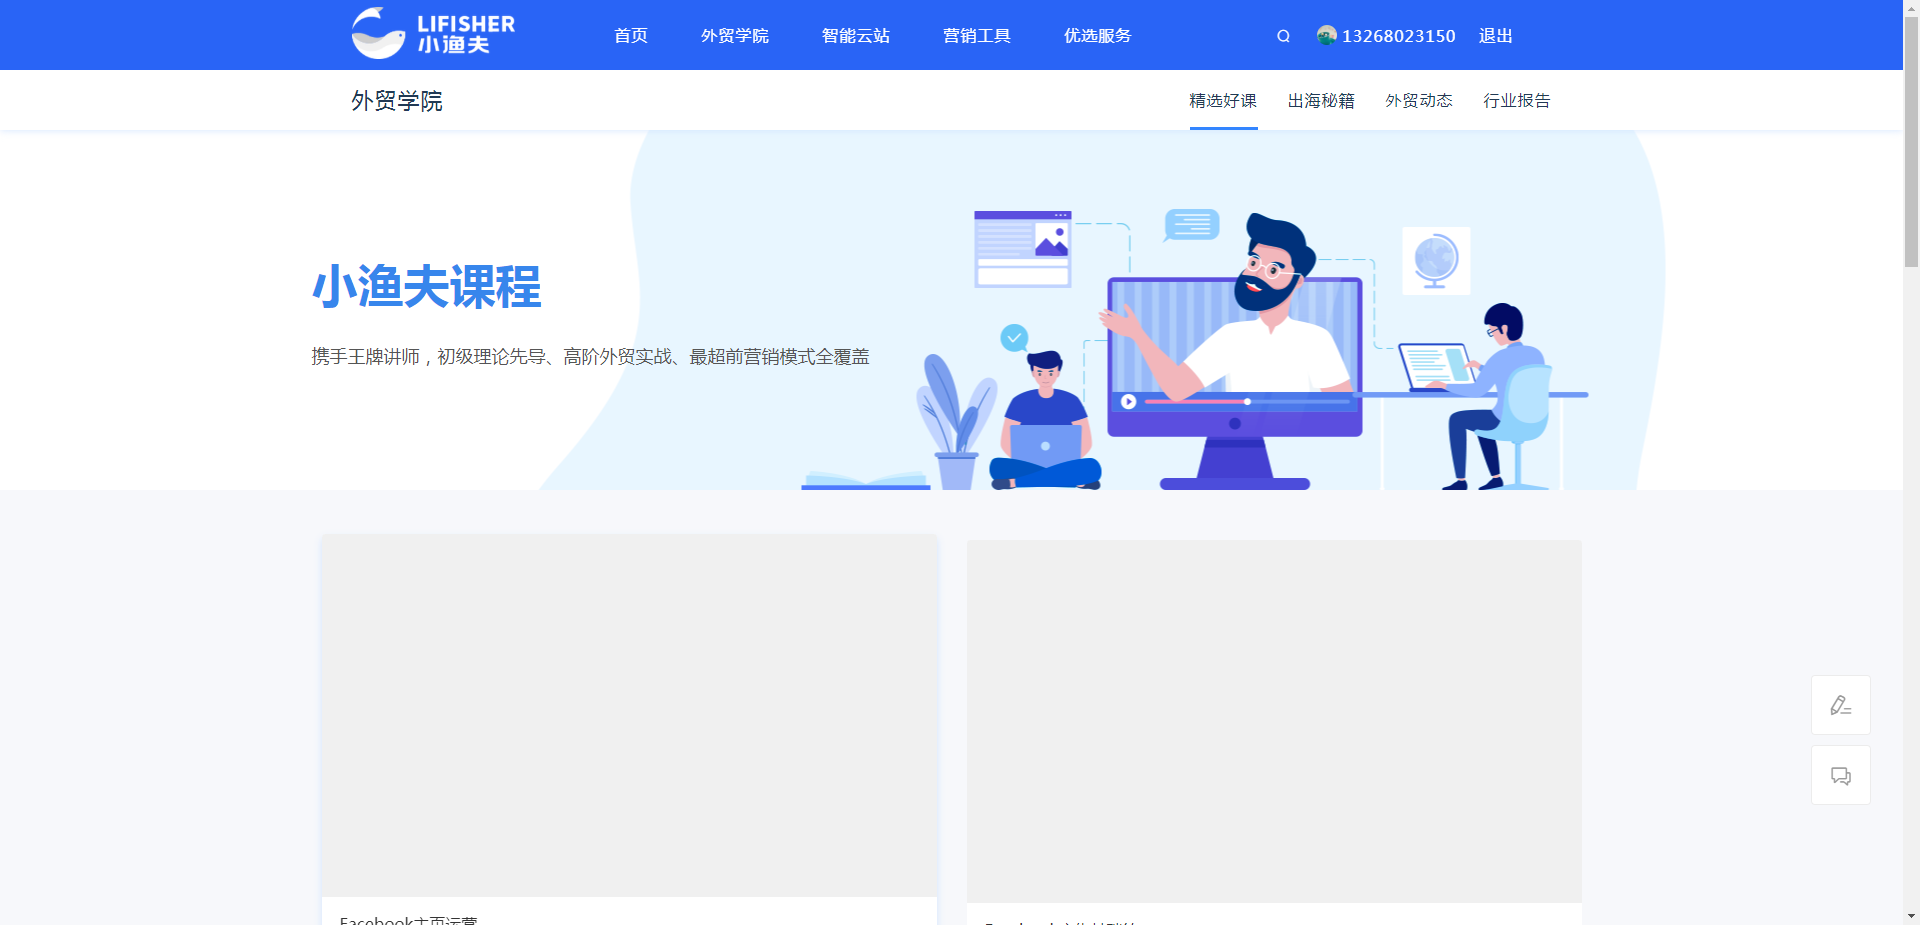 LIFISHER
小渔夫
首页 外贸学院 智能云站 营销工具 优选服务 13268023150 退出
外贸学院 精选好课 出海秘籍 外贸动态 行业报告
小渔夫课程
携手王牌讲师，初级理论先导、高阶外贸实战、最超前营销模式全覆盖
Facebook主页运营